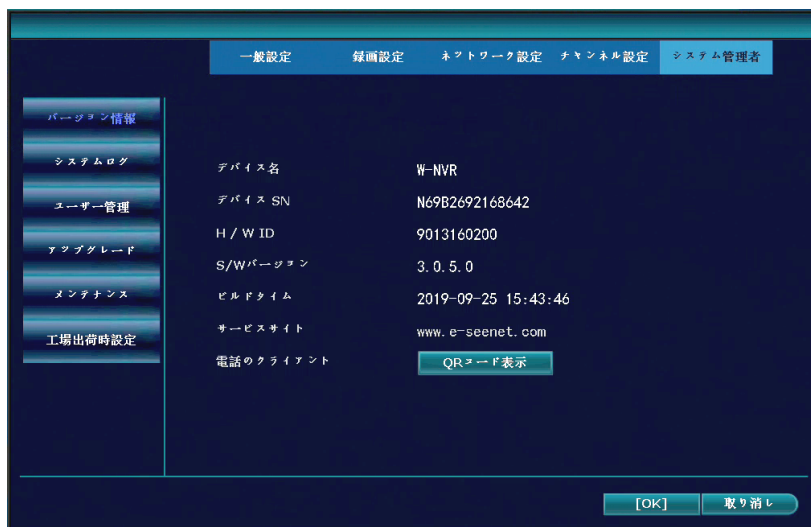 一般設定 録画設定 ネットワーク設定 チャンネル設定 システム管理者
バージョン情報
システムログ
ユーザー管理
アップグレード
メンテナンス
工場出荷時設定
デバイス名 W-NVR
デバイス SN N69B2692168642
H / W ID 9013160200
S/Wバージョン 3.0.5.0
ビルドタイム 2019-09-25 15:43:46
サービスサイト www.e-seenet.com
電話のクライアント QRコード表示
[OK] 取り消し